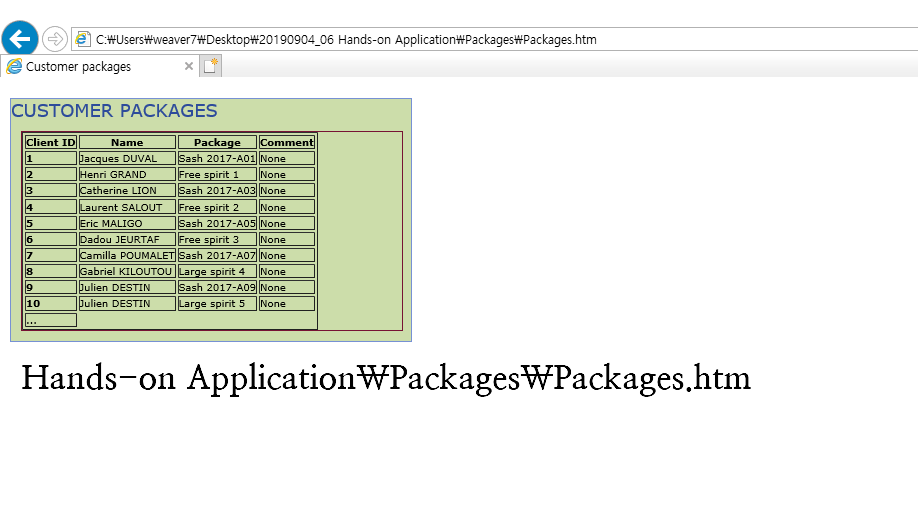 C:₩Users₩weaver7₩Desktop₩20190904_06 Hands-on Application₩Packages₩Packages.htm
Customer packages
CUSTOMER PACKAGES
Client ID Name Package Comment
1 Jacques DUVAL Sash 2017-A01 None
2 Henri GRAND Free spirit 1 None
3 Catherine LION Sash 2017-A03 None
4 Laurent SALOUT Free spirit 2 None
5 Eric MALIGO Sash 2017-A05 None
6 Dadou JEURTAF Free spirit 3 None
7 Camilla POUMALET Sash 2017-A07 None
8 Gabriel KILOUTOU Large spirit 4 None
9 Julien DESTIN Sash 2017-A09 None
10 Julien DESTIN Large spirit 5 None
...
Hands-on Application₩Packages₩Packages.htm